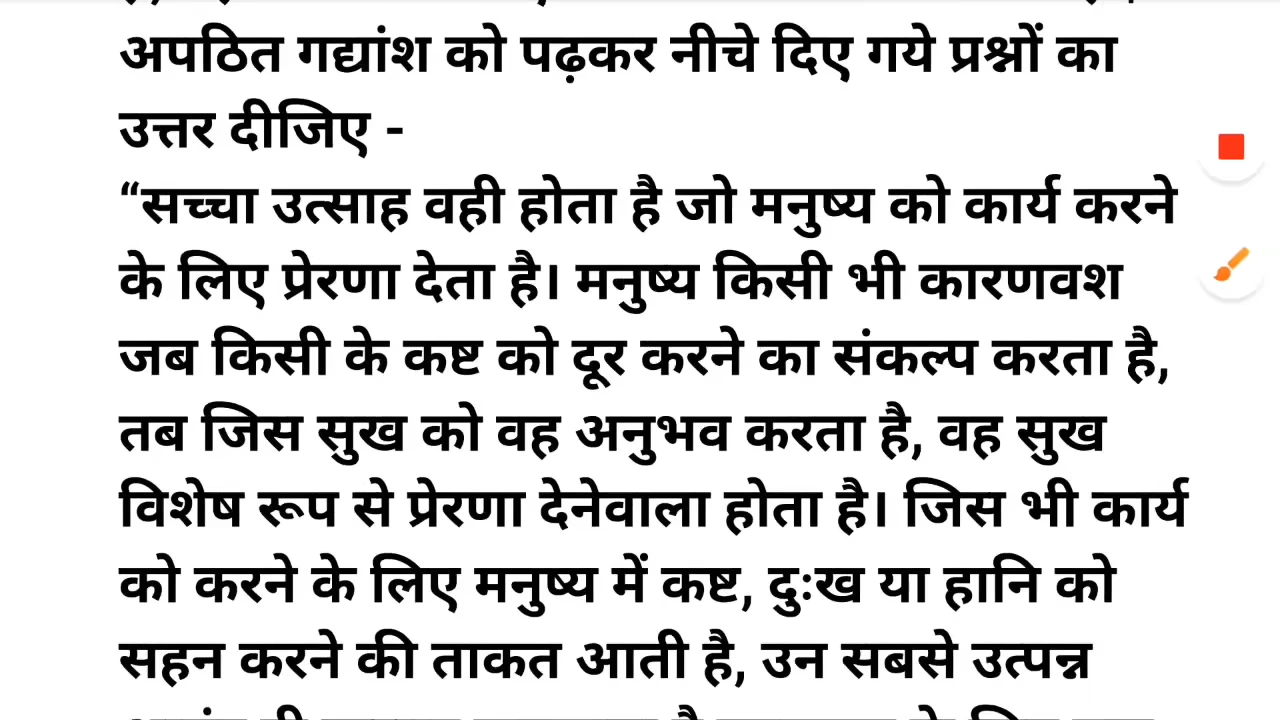 अपठित गद्यांश को पढ़कर नीचे दिए गये प्रश्नों का
उत्तर दीजिए -
“सच्चा उत्साह वही होता है जो मनुष्य को कार्य करने
के लिए प्रेरणा देता है। मनुष्य किसी भी कारणवश
जब किसी के कष्ट को दूर करने का संकल्प करता है,
तब जिस सुख को वह अनुभव करता है, वह सुख
विशेष रूप से प्रेरणा देनेवाला होता है। जिस भी कार्य
को करने के लिए मनुष्य में कष्ट, दुःख या हानि को
सहन करने की ताकत आती है, उन सबसे उत्पन्न